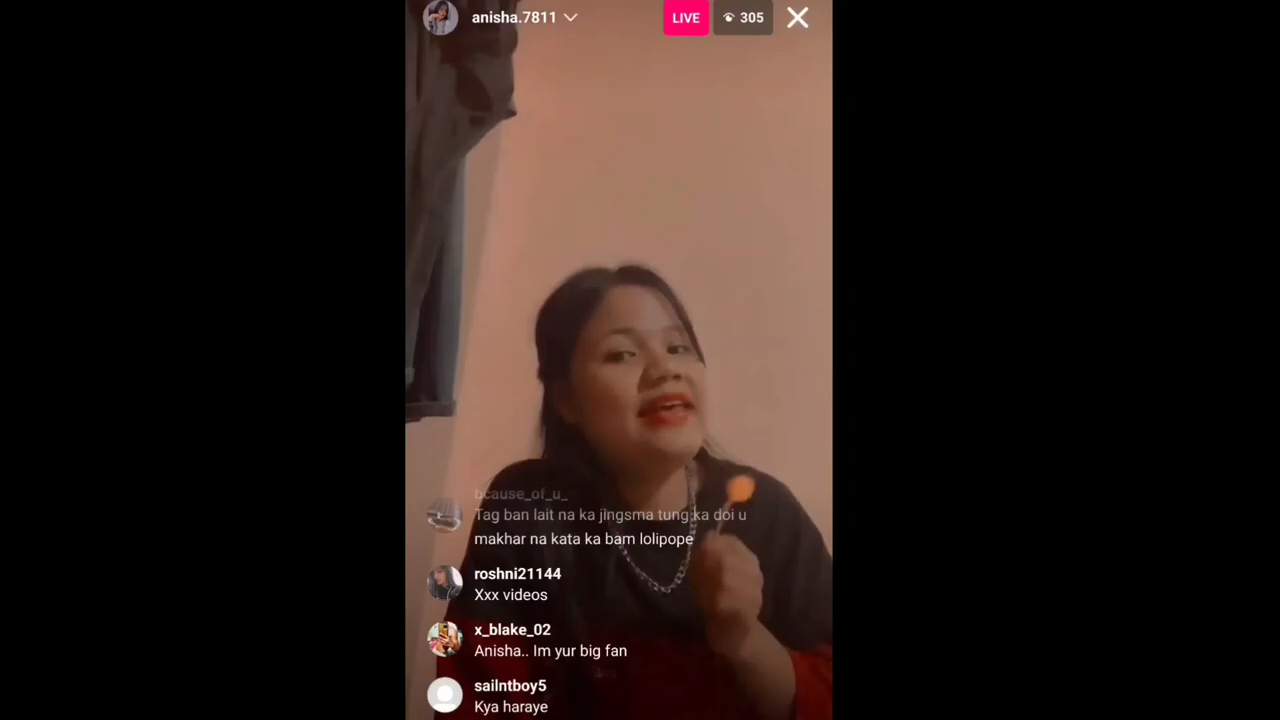 anisha.7811
LIVE
305
bcause_of_u_
Tag ban lait na ka jingsma tung ka doi u
makhar na kata ka bam lolipope
roshni21144
Xxx videos
x_blake_02
Anisha.. Im yur big fan
sailntboy5
Kya haraye